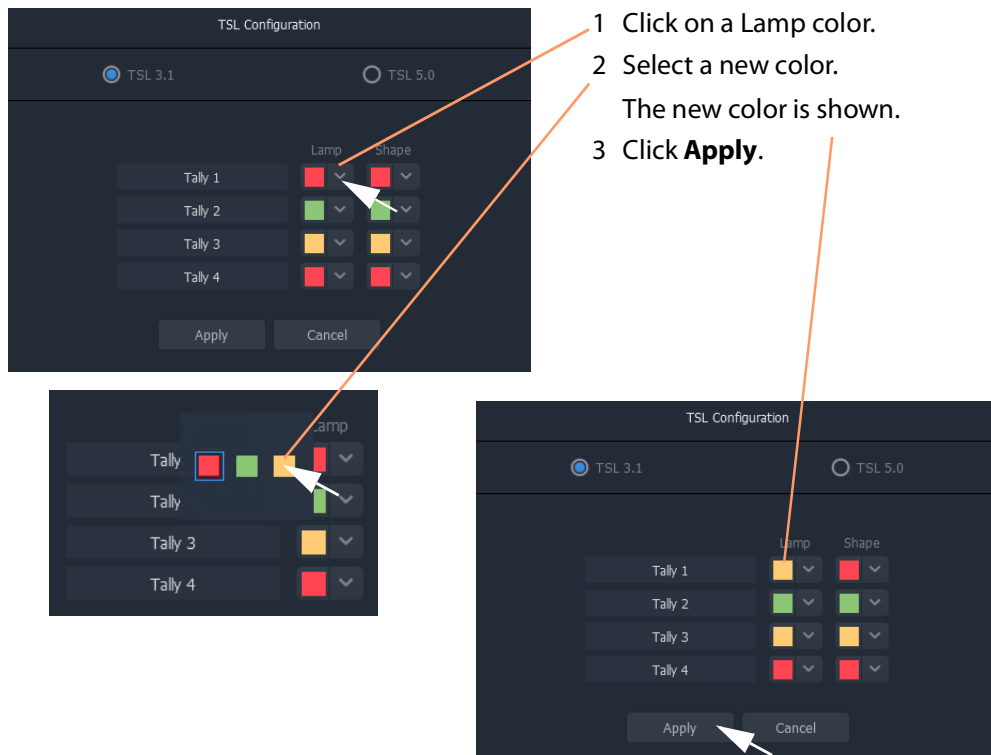 TSL Configuration
TSL 3.1 TSL 5.0
Lamp Shape
Tally 1
Tally 2
Tally 3
Tally 4
Apply Cancel
1 Click on a Lamp color.
2 Select a new color.
The new color is shown.
3 Click Apply.
Lamp
Tally
Tally
Tally 3
Tally 4
TSL Configuration
TSL 3.1 TSL 5.0
Lamp Shape
Tally 1
Tally 2
Tally 3
Tally 4
Apply Cancel